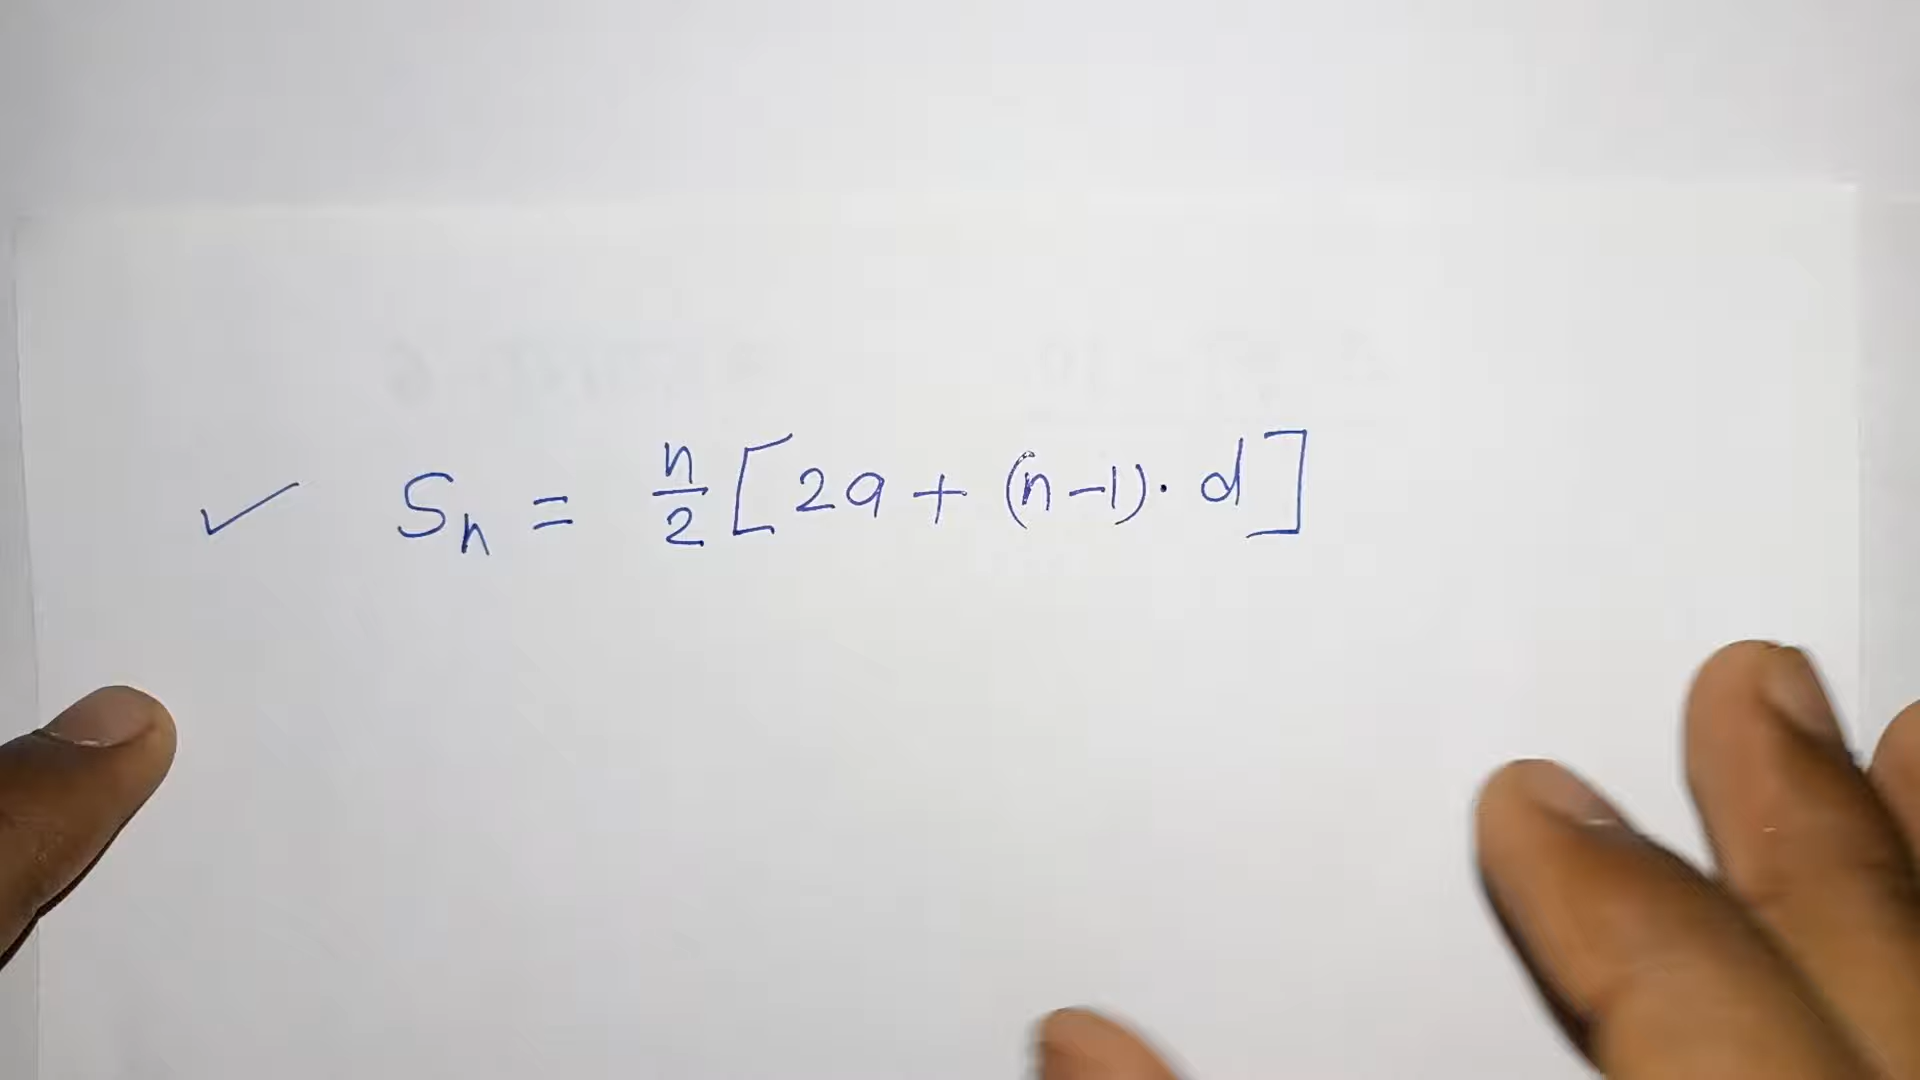 ✓ Sₙ = n/2 [2a + (n-1)· d]